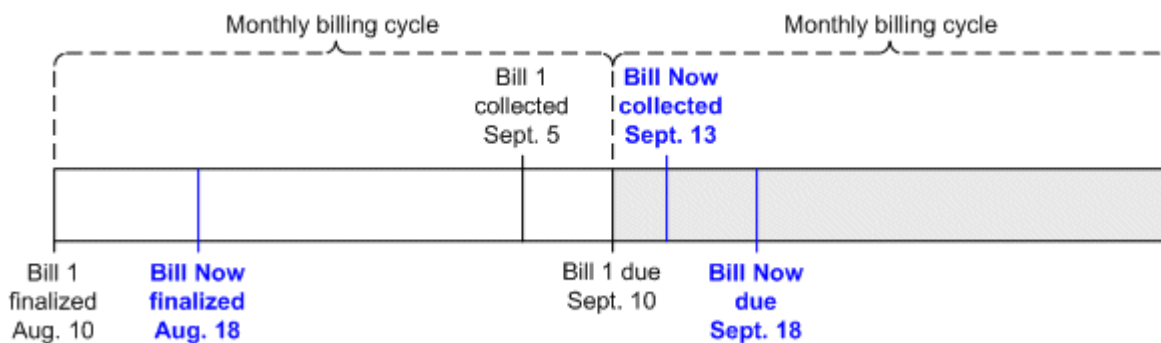 Monthly billing cycle
Monthly billing cycle
Bill 1
collected
Sept. 5
Bill Now
collected
Sept. 13
Bill 1
finalized
Aug. 10
Bill Now
finalized
Aug. 18
Bill 1 due
Sept. 10
Bill Now
due
Sept. 18